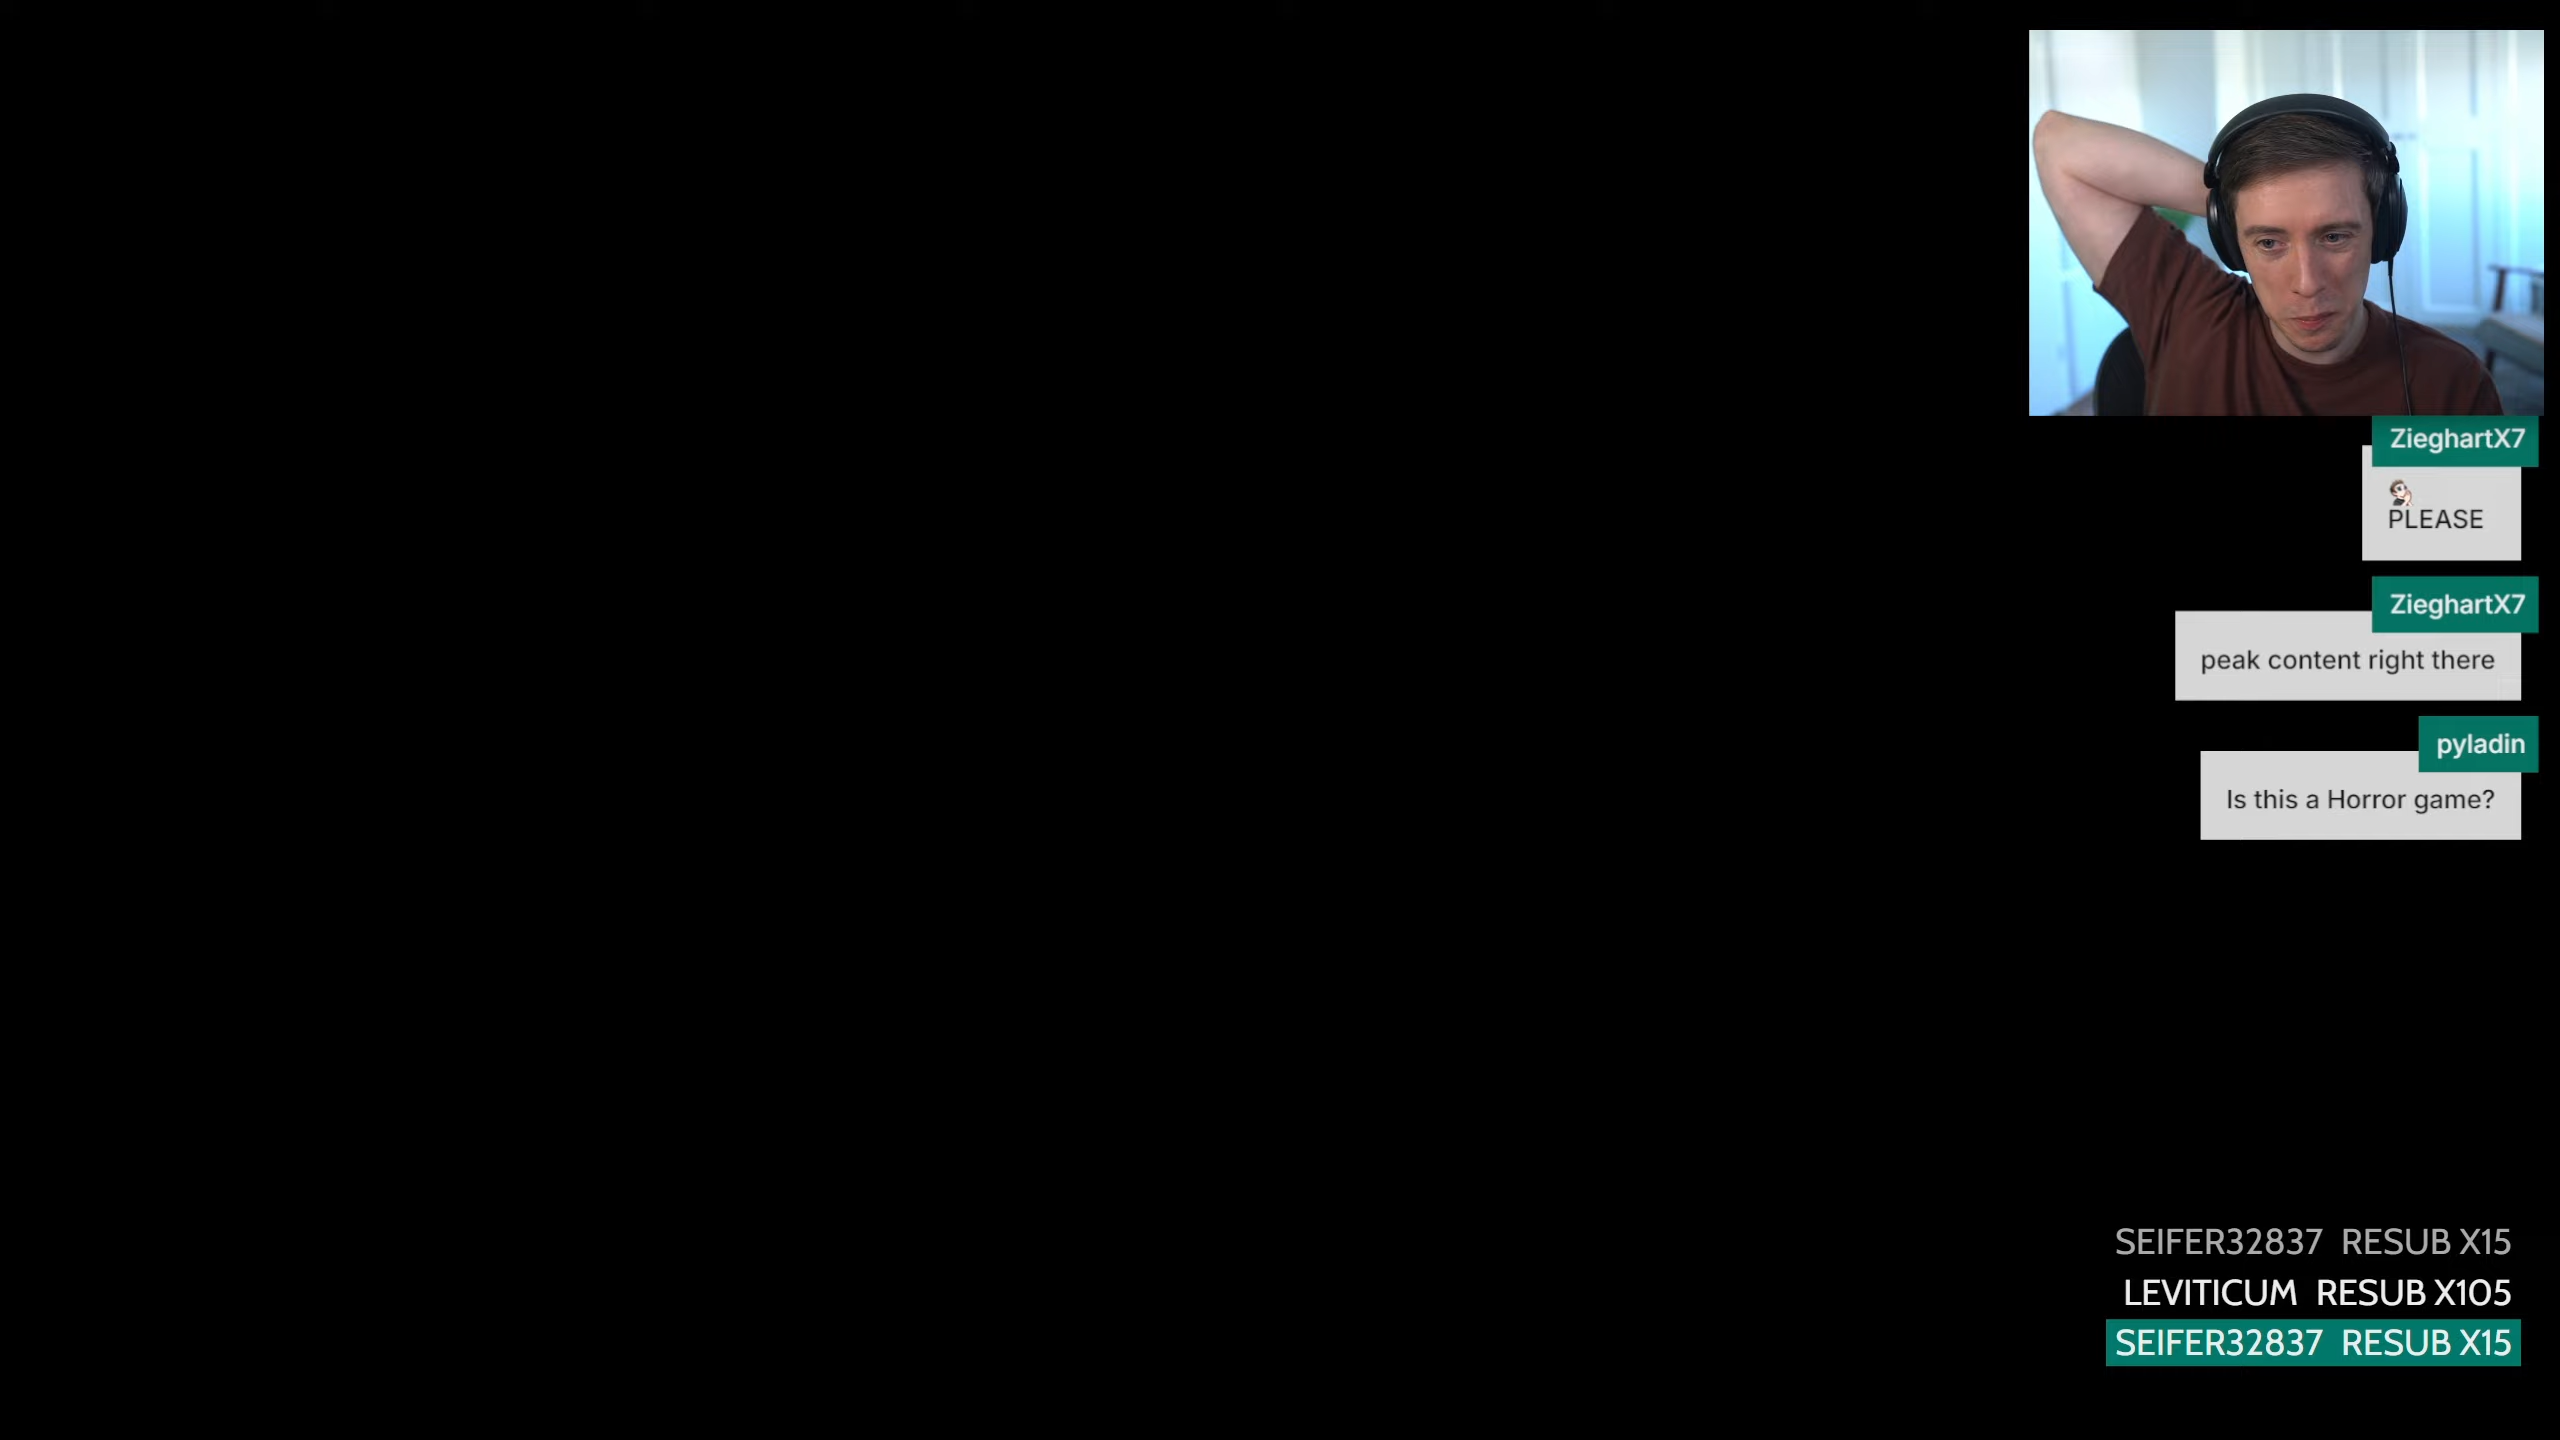 ZieghartX7
PLEASE
ZieghartX7
peak content right there
pyladin
Is this a Horror game?
SEIFER32837 RESUB X15
LEVITICUM RESUB X105
SEIFER32837 RESUB X15